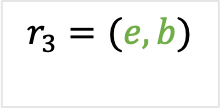 r₃ = (e, b)